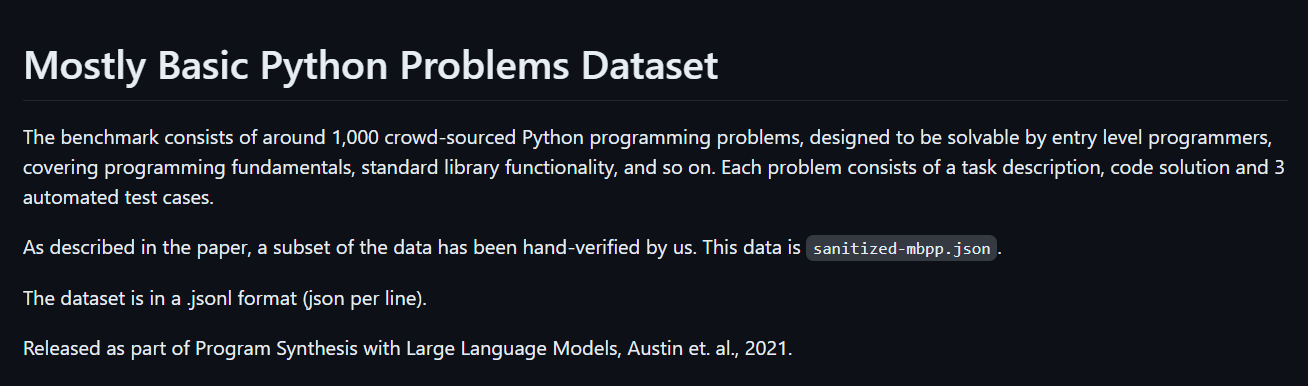 Mostly Basic Python Problems Dataset
The benchmark consists of around 1,000 crowd-sourced Python programming problems, designed to be solvable by entry level programmers,
covering programming fundamentals, standard library functionality, and so on. Each problem consists of a task description, code solution and 3
automated test cases.
As described in the paper, a subset of the data has been hand-verified by us. This data is sanitized-mbpp.json.
The dataset is in a .jsonl format (json per line).
Released as part of Program Synthesis with Large Language Models, Austin et. al., 2021.